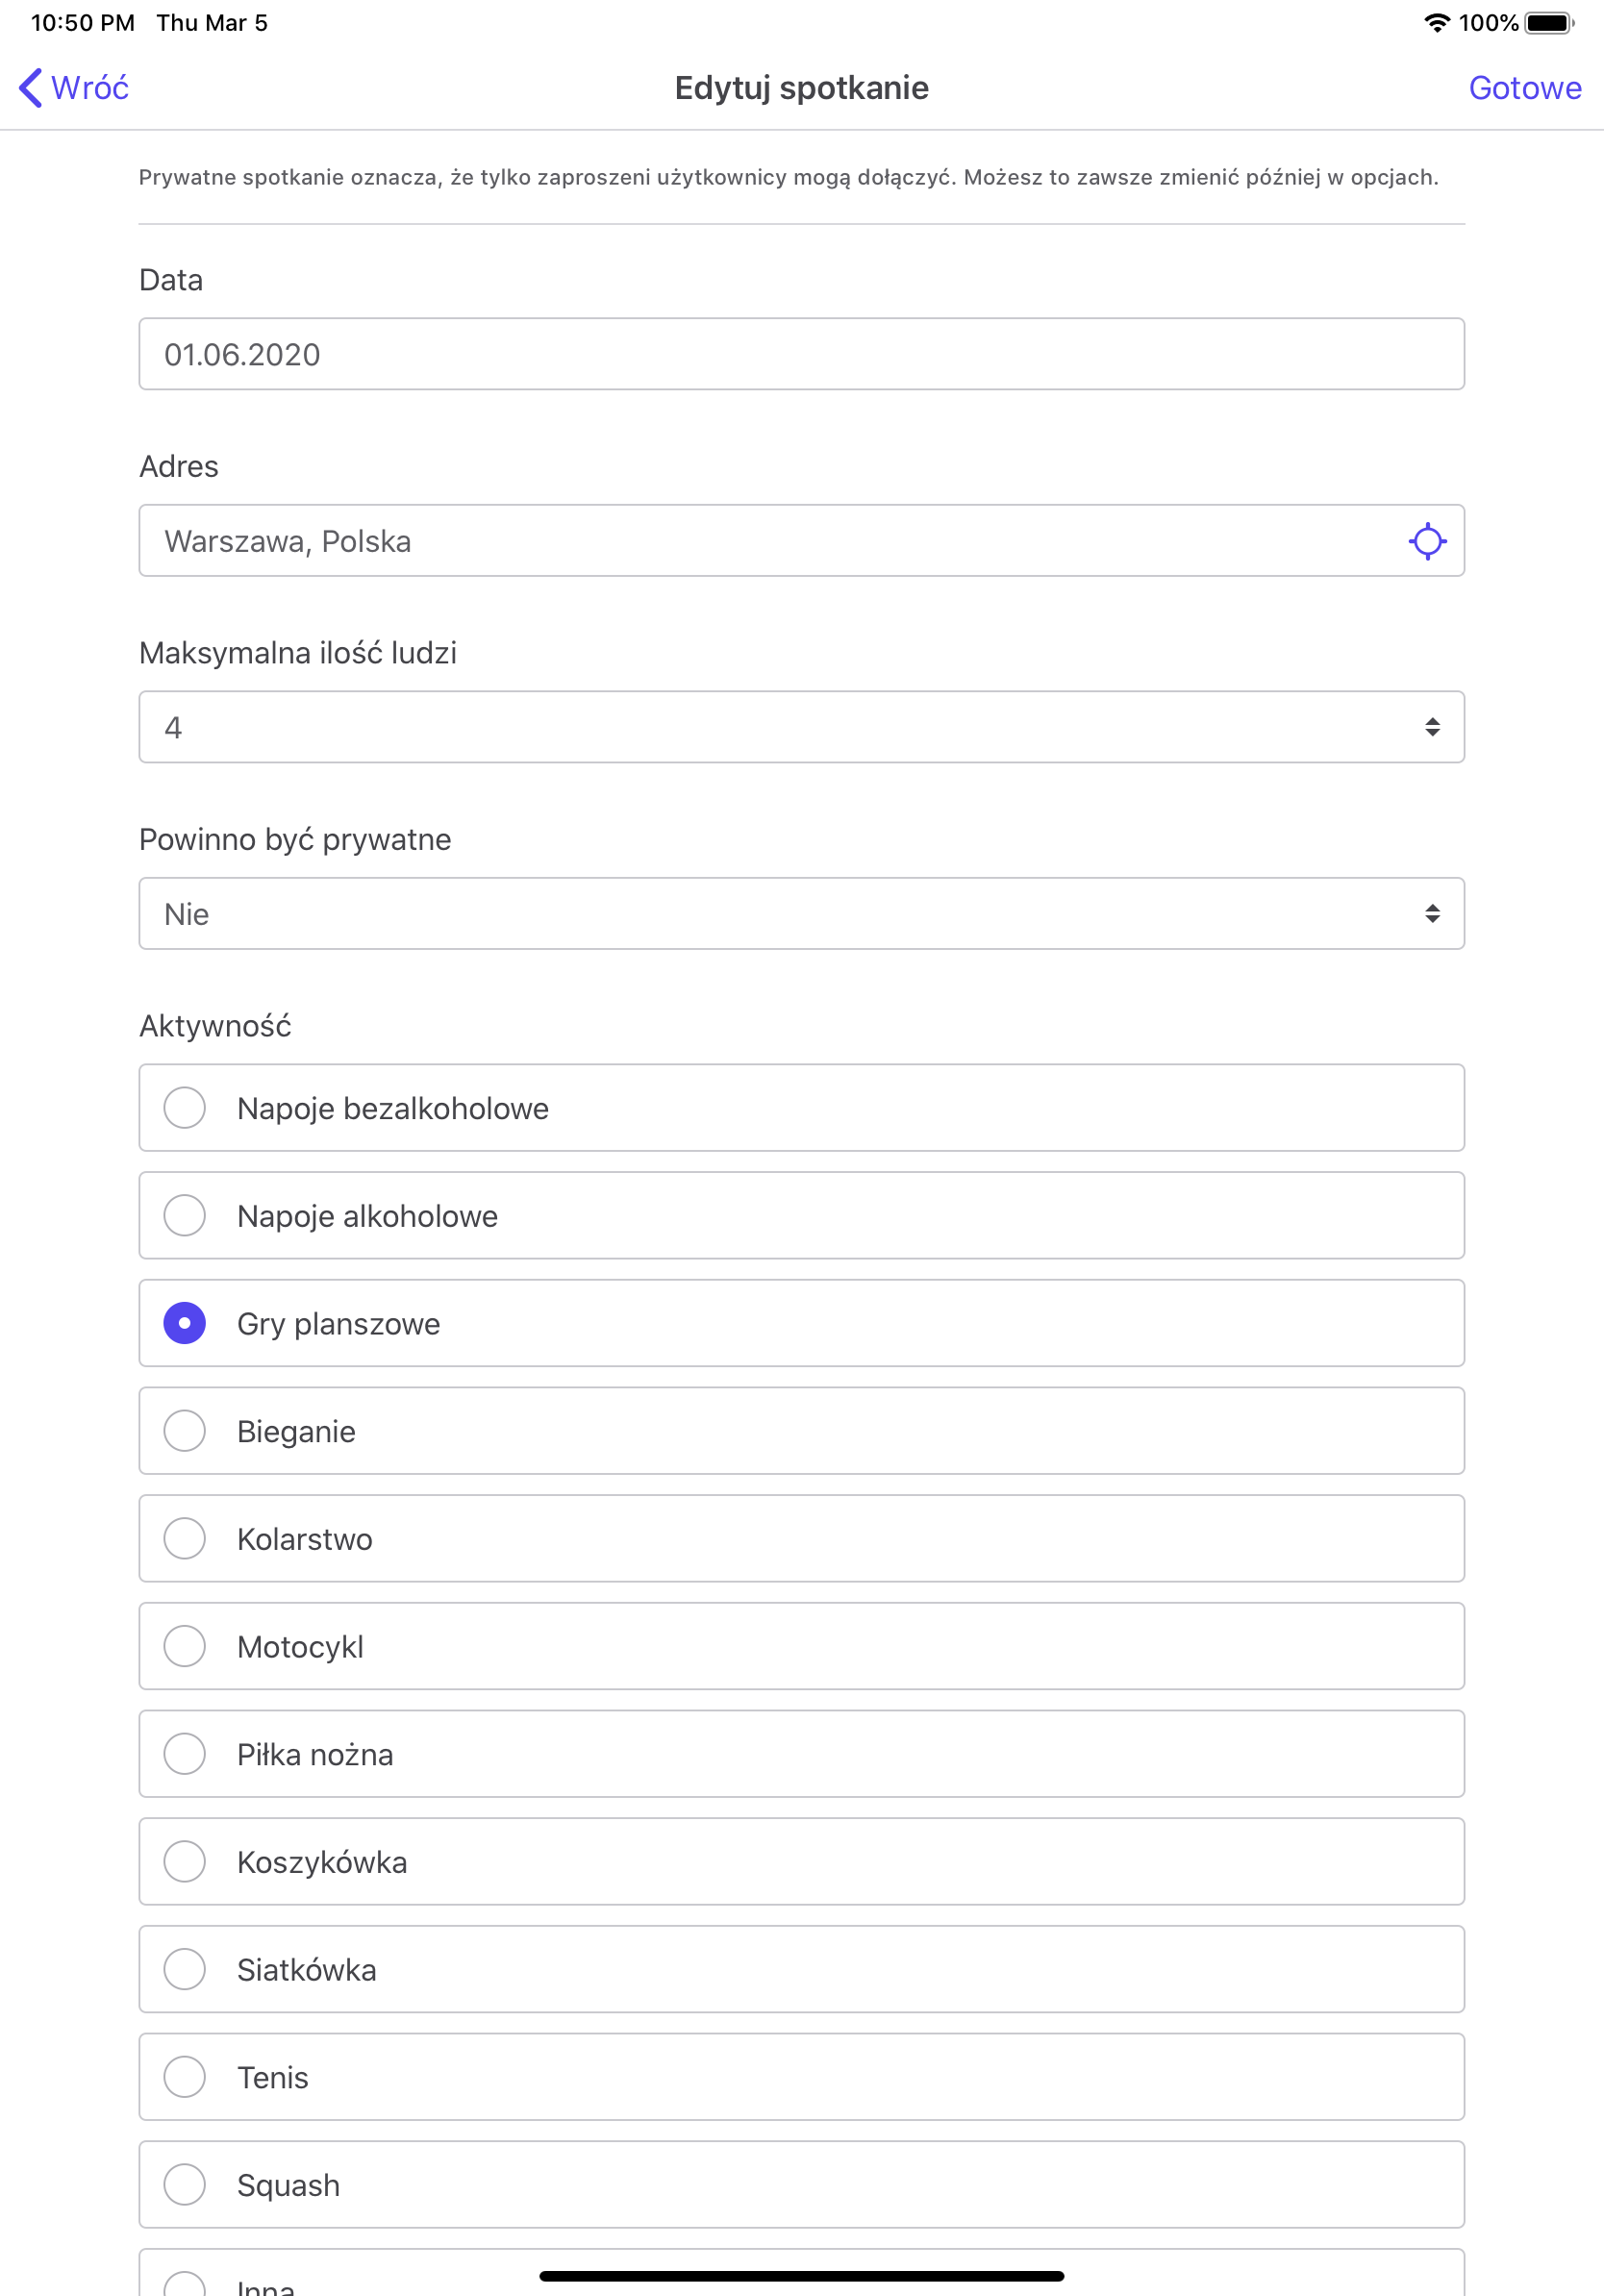 10:50 PM Thu Mar 5 100%
Wróć Edytuj spotkanie Gotowe
Prywatne spotkanie oznacza, że tylko zaproszeni użytkownicy mogą dołączyć. Możesz to zawsze zmienić później w opcjach.
Data
01.06.2020
Adres
Warszawa, Polska
Maksymalna ilość ludzi
4
Powinno być prywatne
Nie
Aktywność
Napoje bezalkoholowe
Napoje alkoholowe
Gry planszowe
Bieganie
Kolarstwo
Motocykl
Piłka nożna
Koszykówka
Siatkówka
Tenis
Squash
Inna